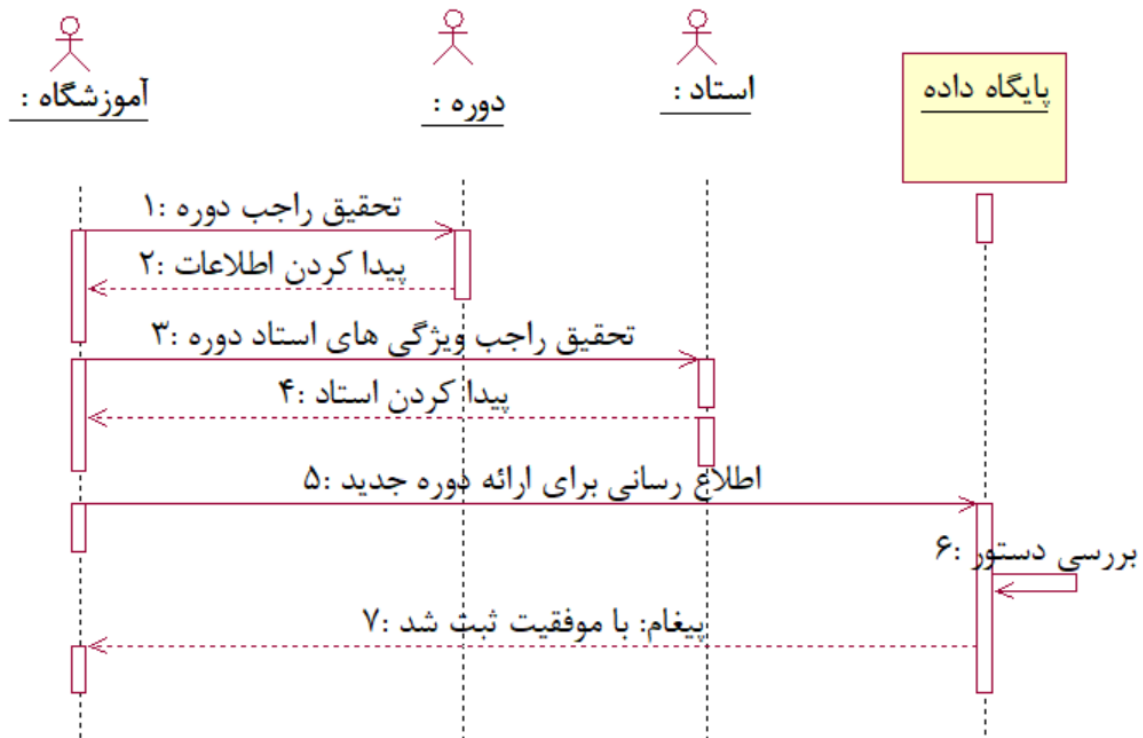 آموزشگاه :
دوره :
استاد :
پایگاه داده
۱: تحقیق راجب دوره
۲: پیدا کردن اطلاعات
۳: تحقیق راجب ویژگی های استاد دوره
۴: پیدا کردن استاد
۵: اطلاع رسانی برای ارائه دوره جدید
۶: بررسی دستور
۷: پیغام: با موفقیت ثبت شد